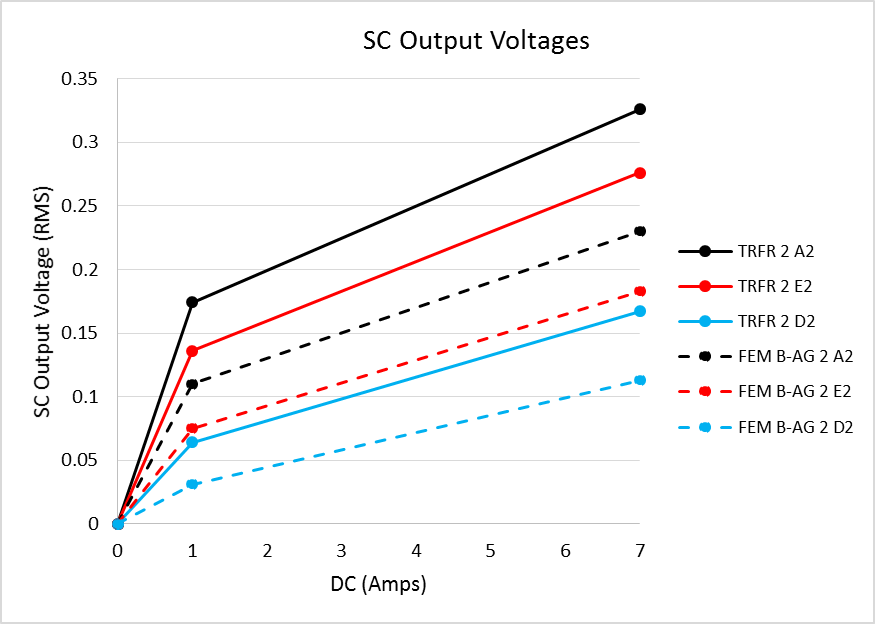 SC Output Voltages
0.35
0.3
0.25
0.2
0.15
0.1
0.05
0
SC Output Voltage (RMS)
0 1 2 3 4 5 6 7
DC (Amps)
TRFR 2 A2
TRFR 2 E2
TRFR 2 D2
FEM B-AG 2 A2
FEM B-AG 2 E2
FEM B-AG 2 D2